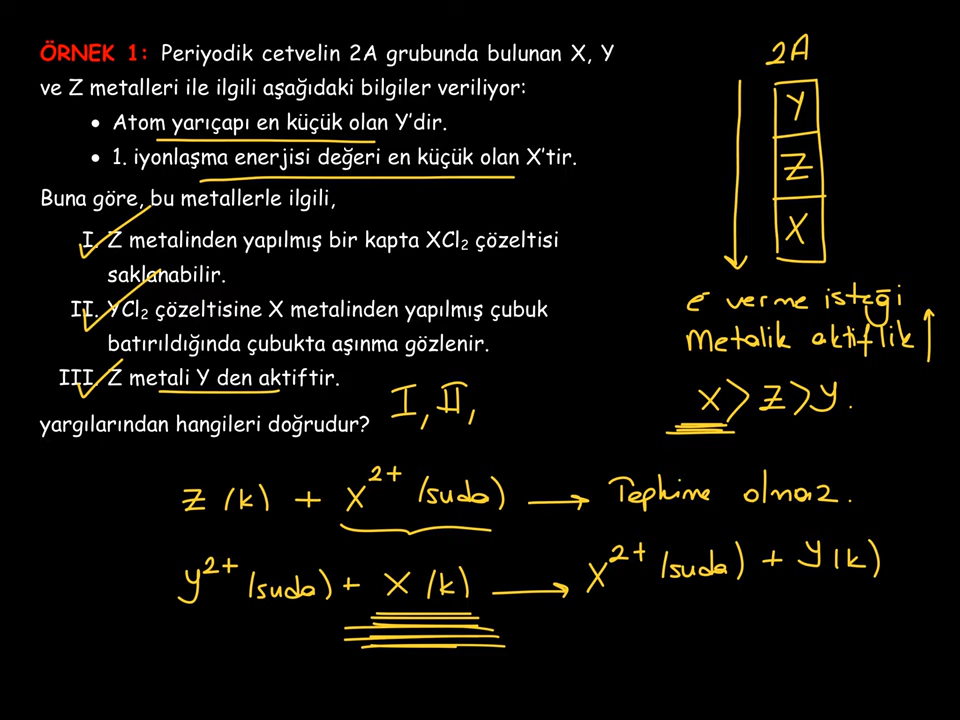 ÖRNEK 1: Periyodik cetvelin 2A grubunda bulunan X, Y
ve Z metalleri ile ilgili aşağıdaki bilgiler veriliyor:
• Atom yarıçapı en küçük olan Y'dir.
• 1. iyonlaşma enerjisi değeri en küçük olan X'tir.
Buna göre, bu metallerle ilgili,
I. Z metalinden yapılmış bir kapta XCl₂ çözeltisi
saklanabilir.
II. YCl₂ çözeltisine X metalinden yapılmış çubuk
batırıldığında çubukta aşınma gözlenir.
III. Z metali Y den aktiftir.
yargılarından hangileri doğrudur?
I, II,
2A
Y
Z
X
e⁻ verme isteği
Metalik aktiflik ↑
X > Z > Y.
Z (k) + X²⁺ (suda) → Tepkime olmaz.
Y²⁺ (suda) + X (k) → X²⁺ (suda) + Y (k)